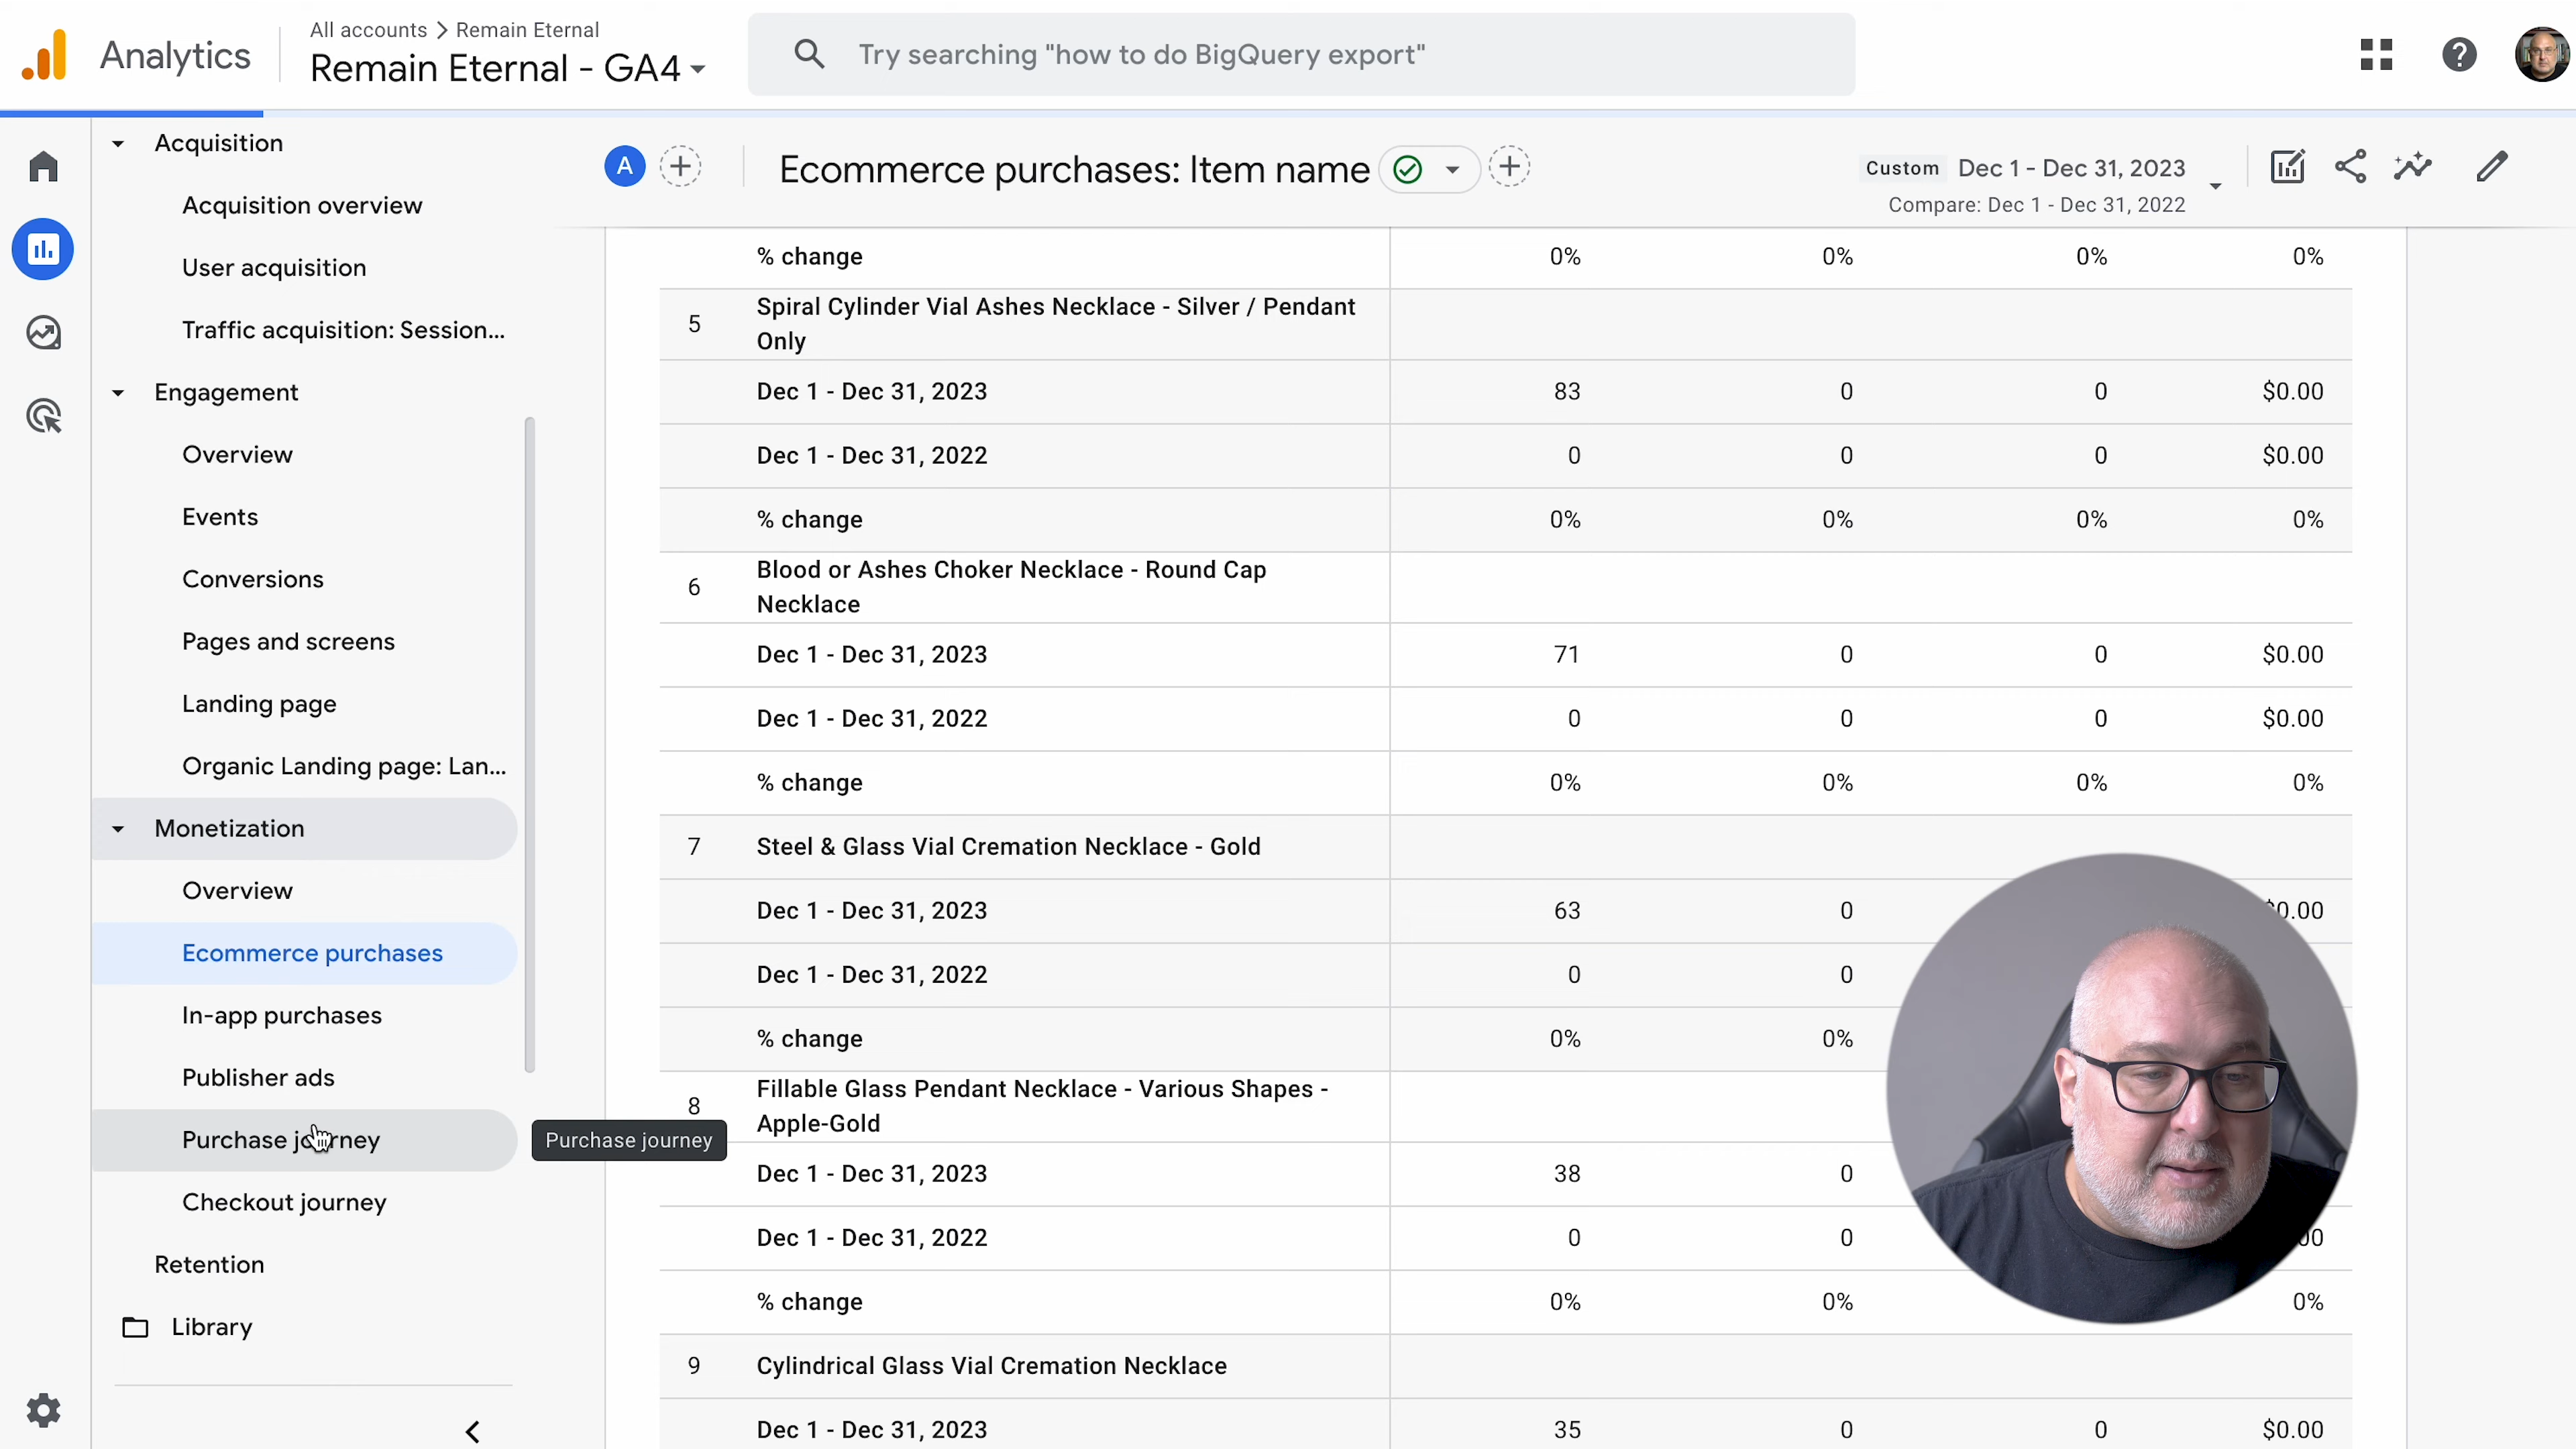 Analytics
All accounts > Remain Eternal
Remain Eternal - GA4
Try searching "how to do BigQuery export"
Acquisition
Acquisition overview
User acquisition
Traffic acquisition: Session...
Engagement
Overview
Events
Conversions
Pages and screens
Landing page
Organic Landing page: Lan...
Monetization
Overview
Ecommerce purchases
In-app purchases
Publisher ads
Purchase journey
Checkout journey
Retention
Library
Purchase journey
A
Ecommerce purchases: Item name
Custom Dec 1 - Dec 31, 2023
Compare: Dec 1 - Dec 31, 2022
% change 0% 0% 0% 0%
5 Spiral Cylinder Vial Ashes Necklace - Silver / Pendant
Only
Dec 1 - Dec 31, 2023 83 0 0 $0.00
Dec 1 - Dec 31, 2022 0 0 0 $0.00
% change 0% 0% 0% 0%
6 Blood or Ashes Choker Necklace - Round Cap
Necklace
Dec 1 - Dec 31, 2023 71 0 0 $0.00
Dec 1 - Dec 31, 2022 0 0 0 $0.00
% change 0% 0% 0% 0%
7 Steel & Glass Vial Cremation Necklace - Gold
Dec 1 - Dec 31, 2023 63 0
Dec 1 - Dec 31, 2022 0 0
% change 0% 0%
8 Fillable Glass Pendant Necklace - Various Shapes -
Apple-Gold
Dec 1 - Dec 31, 2023 38 0
Dec 1 - Dec 31, 2022 0 0
% change 0% 0% 0%
9 Cylindrical Glass Vial Cremation Necklace
Dec 1 - Dec 31, 2023 35 0 0 $0.00